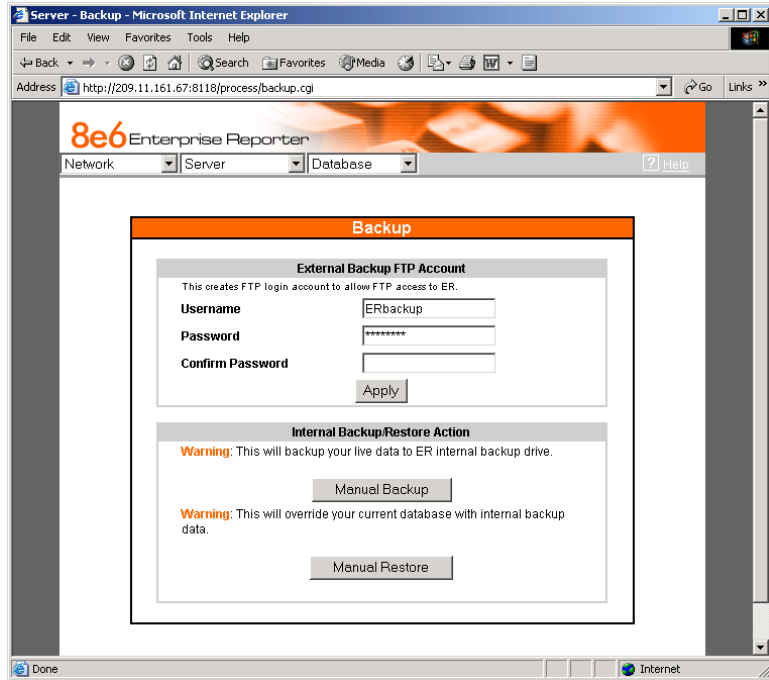 Server - Backup - Microsoft Internet Explorer
File Edit View Favorites Tools Help
Back Search Favorites Media
Address http://209.11.161.67:8118/process/backup.cgi Go Links »
8e6 Enterprise Reporter
Network Server Database ? Help
Backup
External Backup FTP Account
This creates FTP login account to allow FTP access to ER.
Username ERbackup
Password ********
Confirm Password
Apply
Internal Backup/Restore Action
Warning: This will backup your live data to ER internal backup drive.
Manual Backup
Warning: This will override your current database with internal backup
data.
Manual Restore
Done Internet